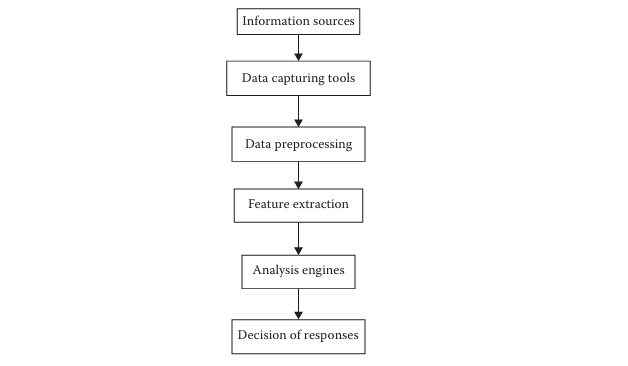 Information sources
Data capturing tools
Data preprocessing
Feature extraction
Analysis engines
Decision of responses